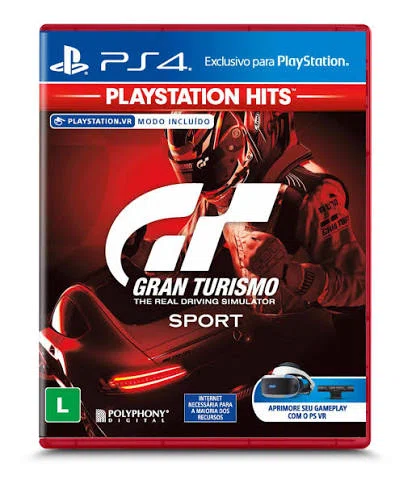 PS4 Exclusivo para PlayStation.
PLAYSTATION HITS™
PLAYSTATION.VR MODO INCLUÍDO
GT
GRAN TURISMO
THE REAL DRIVING SIMULATOR
SPORT
L
POLYPHONY
DIGITAL
INTERNET
NECESSÁRIA PARA
A MAIORIA DOS
RECURSOS
APRIMORE SEU GAMEPLAY
COM O PS VR